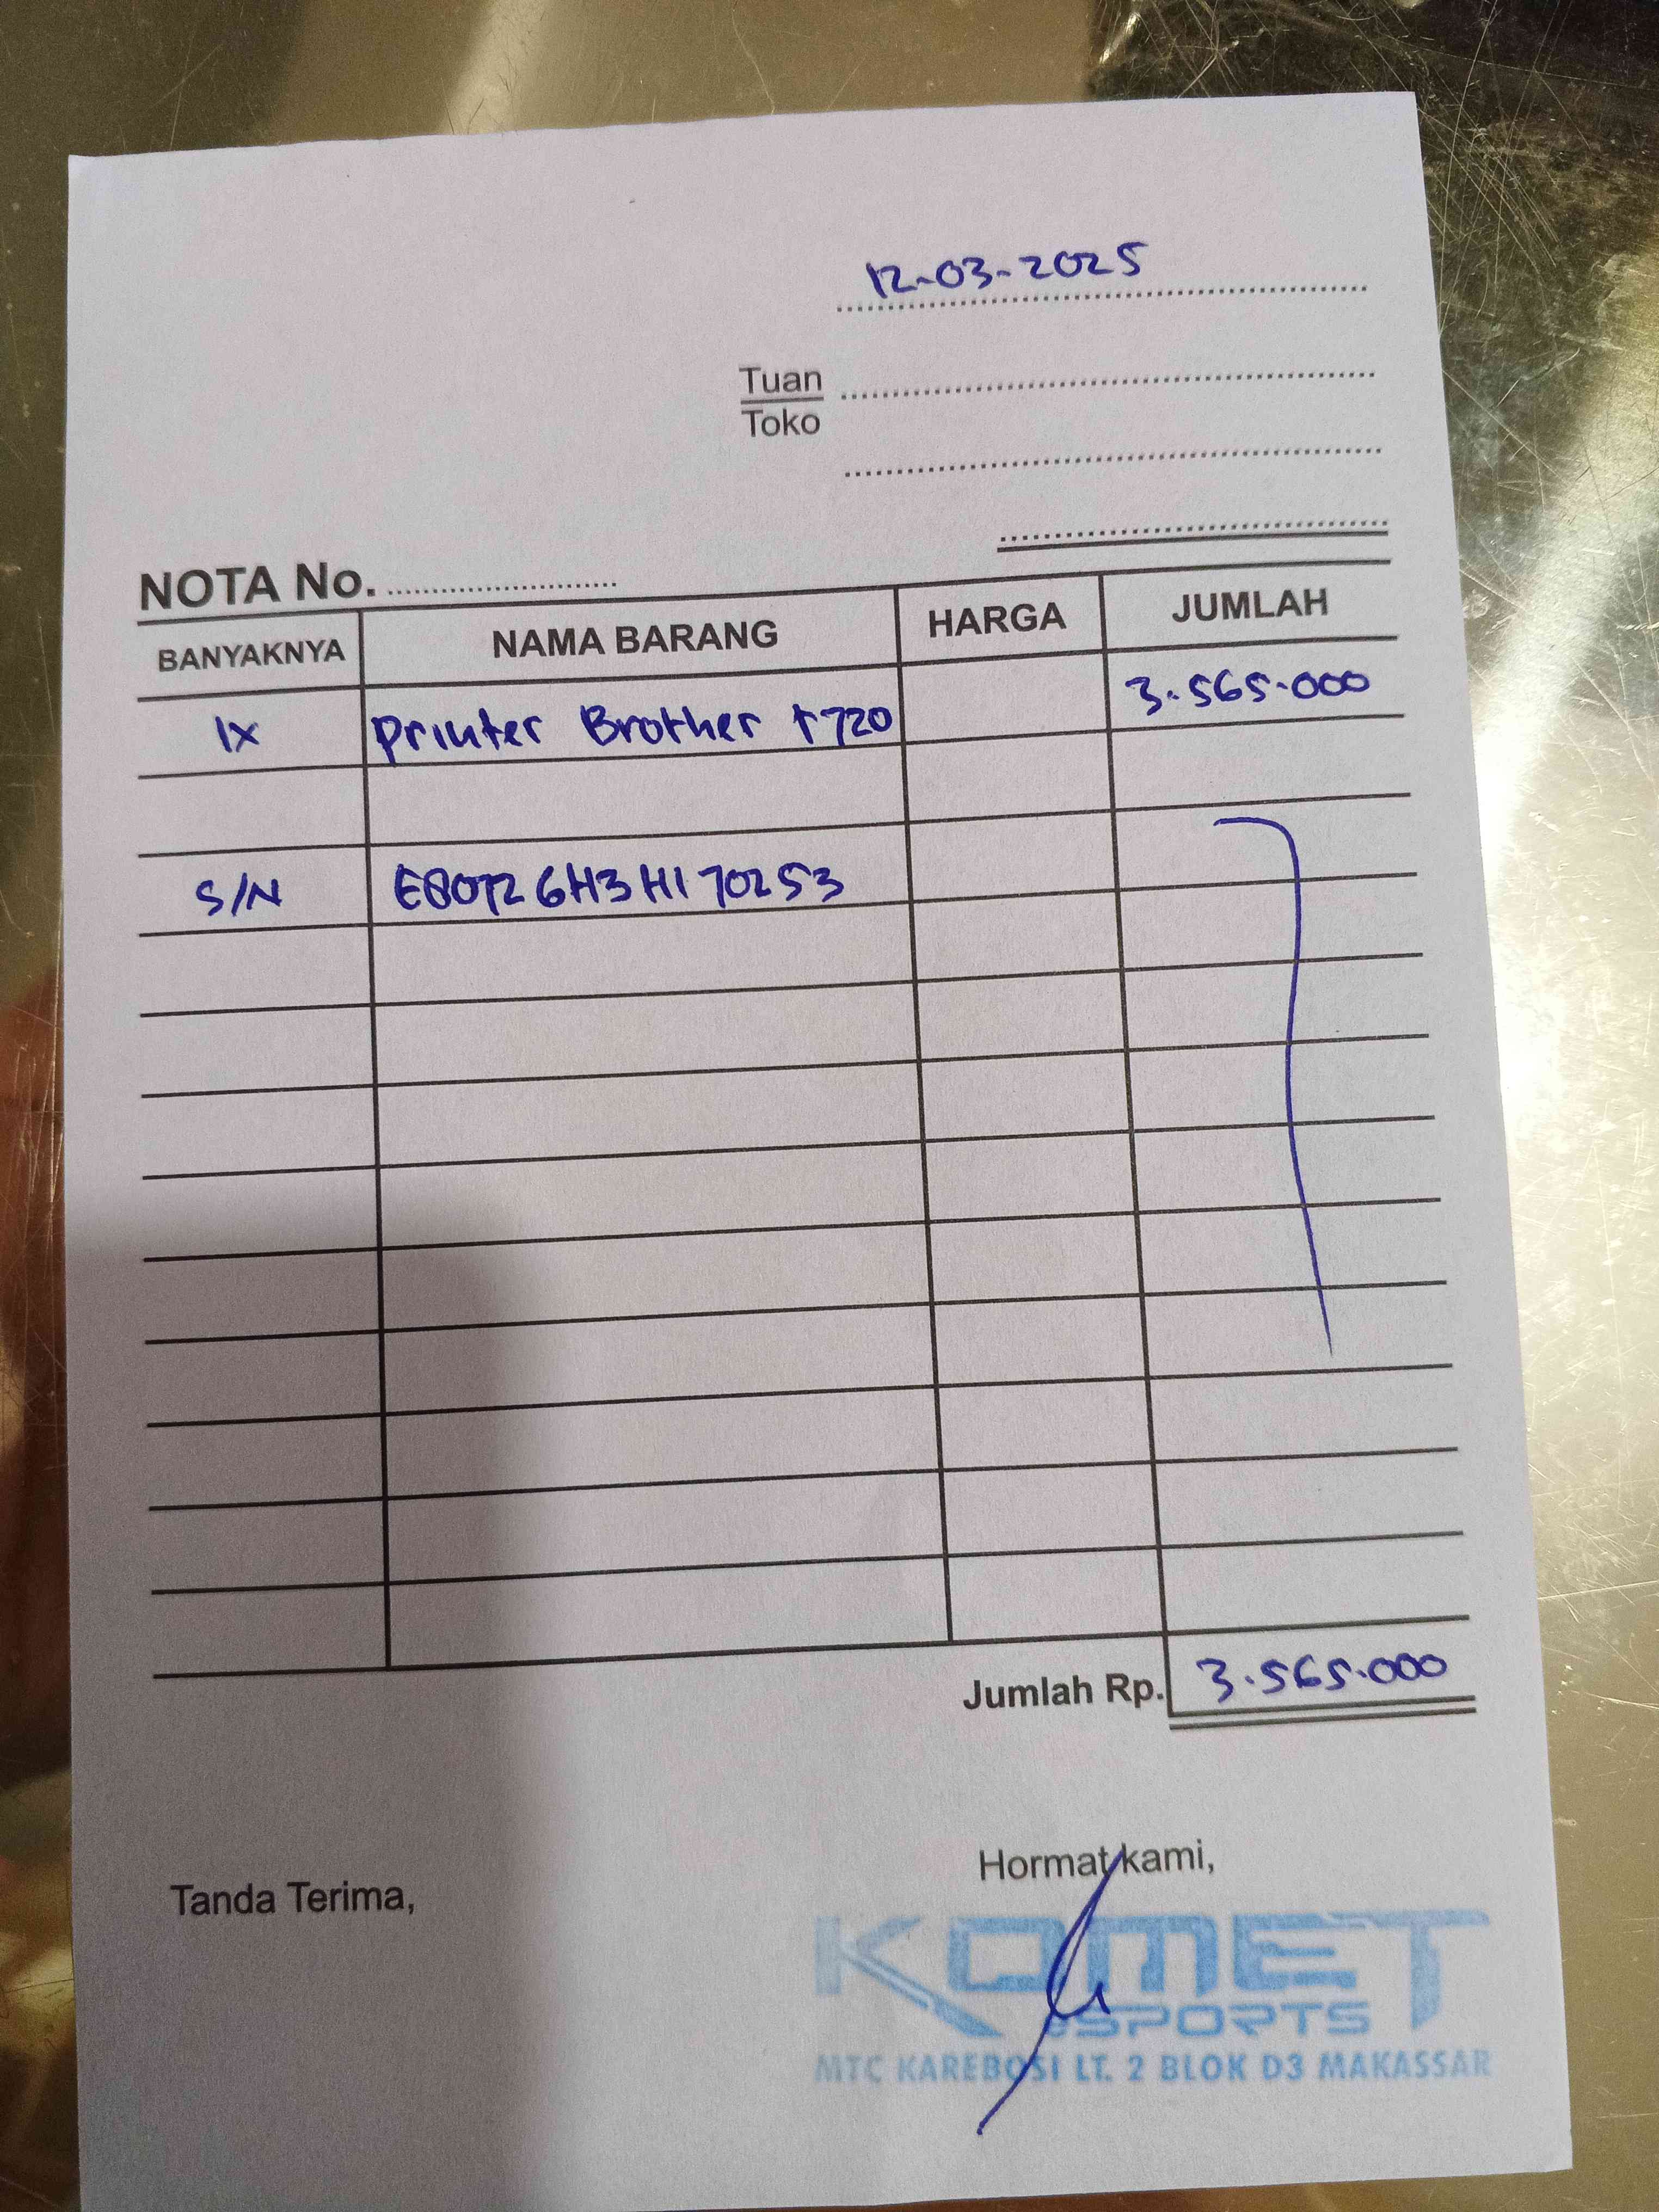 12-03-2025
Tuan
Toko
NOTA No.
BANYAKNYA NAMA BARANG HARGA JUMLAH
1x Printer Brother t720 3.565.000
S/N E80726H3H170253
Jumlah Rp. 3.565.000
Tanda Terima,
Hormat kami,
KOMET
eSPORTS
MTC KAREBOSI LT. 2 BLOK D3 MAKASSAR